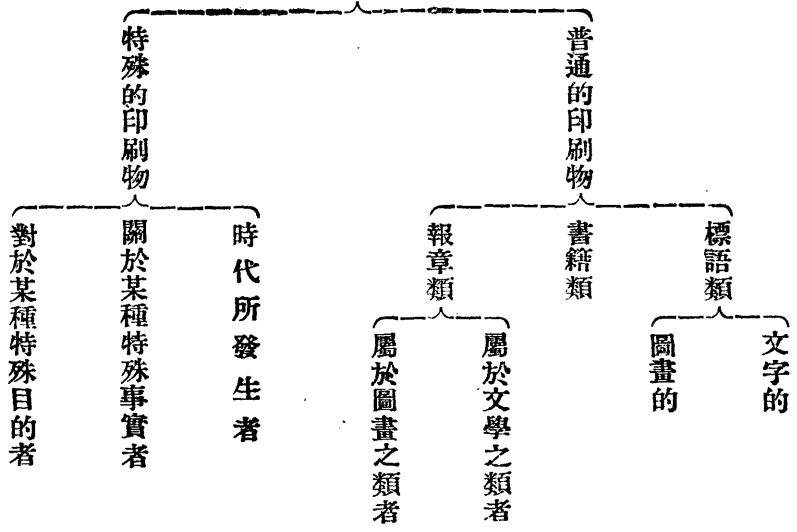 普通的印刷物
標語類
文字的
圖畫的
書籍類
報章類
屬於文學之類者
屬於圖畫之類者
特殊的印刷物
時代所發生者
關於某種特殊事實者
對於某種特殊目的者